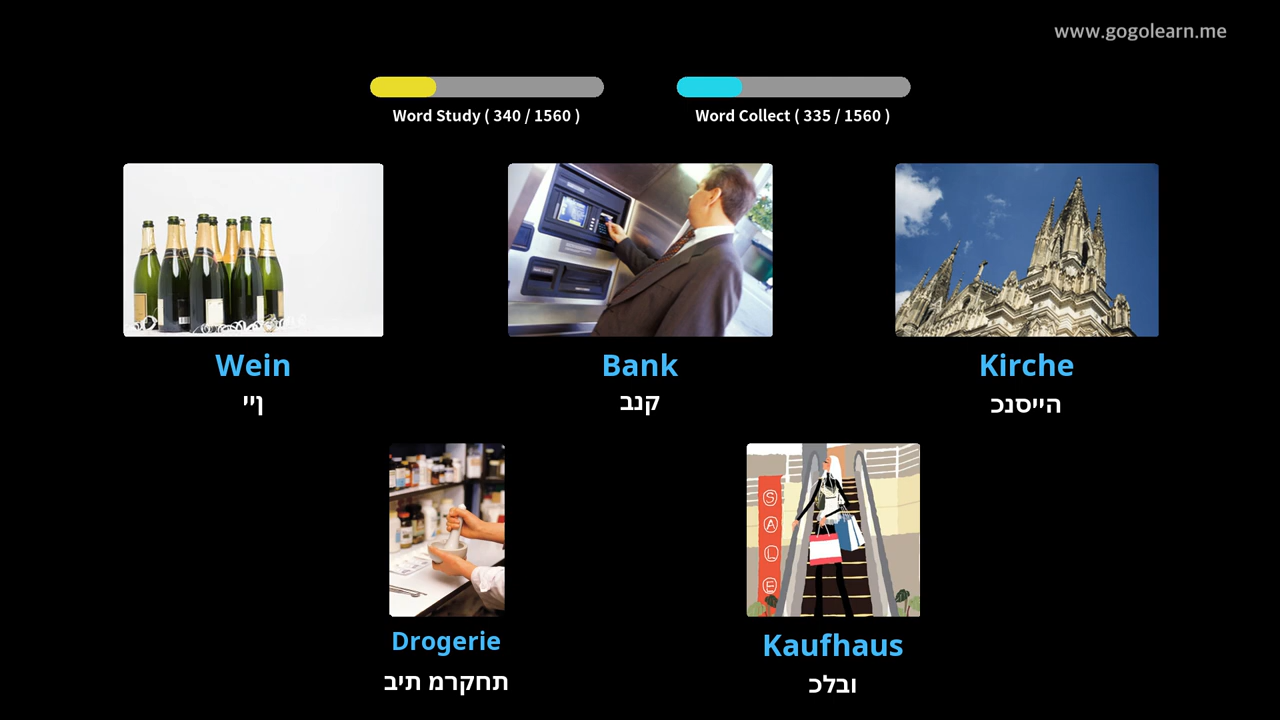 www.gogolearn.me
Word Study ( 340 / 1560 )
Word Collect ( 335 / 1560 )
Wein
ןיי
Bank
קנב
Kirche
הייסנכ
SALE
Drogerie
תחקרמ תיב
Kaufhaus
ובלכ